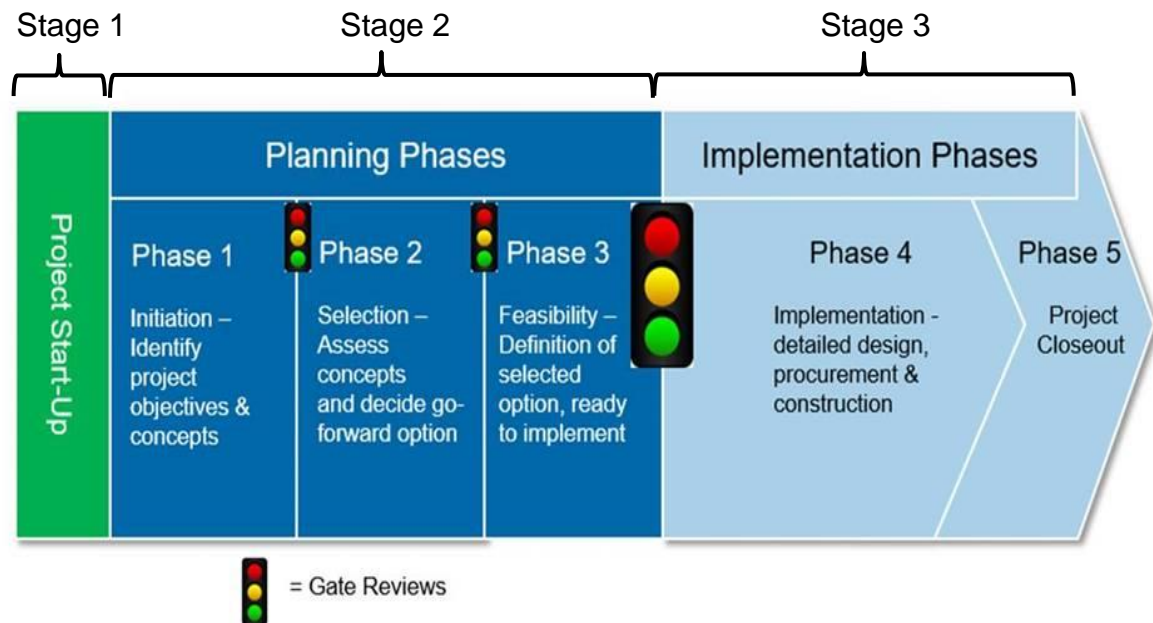 Stage 1
Stage 2
Stage 3
Project Start-Up
Planning Phases
Implementation Phases
Phase 1
Initiation –
Identify
project
objectives &
concepts
Phase 2
Selection –
Assess
concepts
and decide go-
forward option
Phase 3
Feasibility –
Definition of
selected
option, ready
to implement
Phase 4
Implementation -
detailed design,
procurement &
construction
Phase 5
Project
Closeout
= Gate Reviews